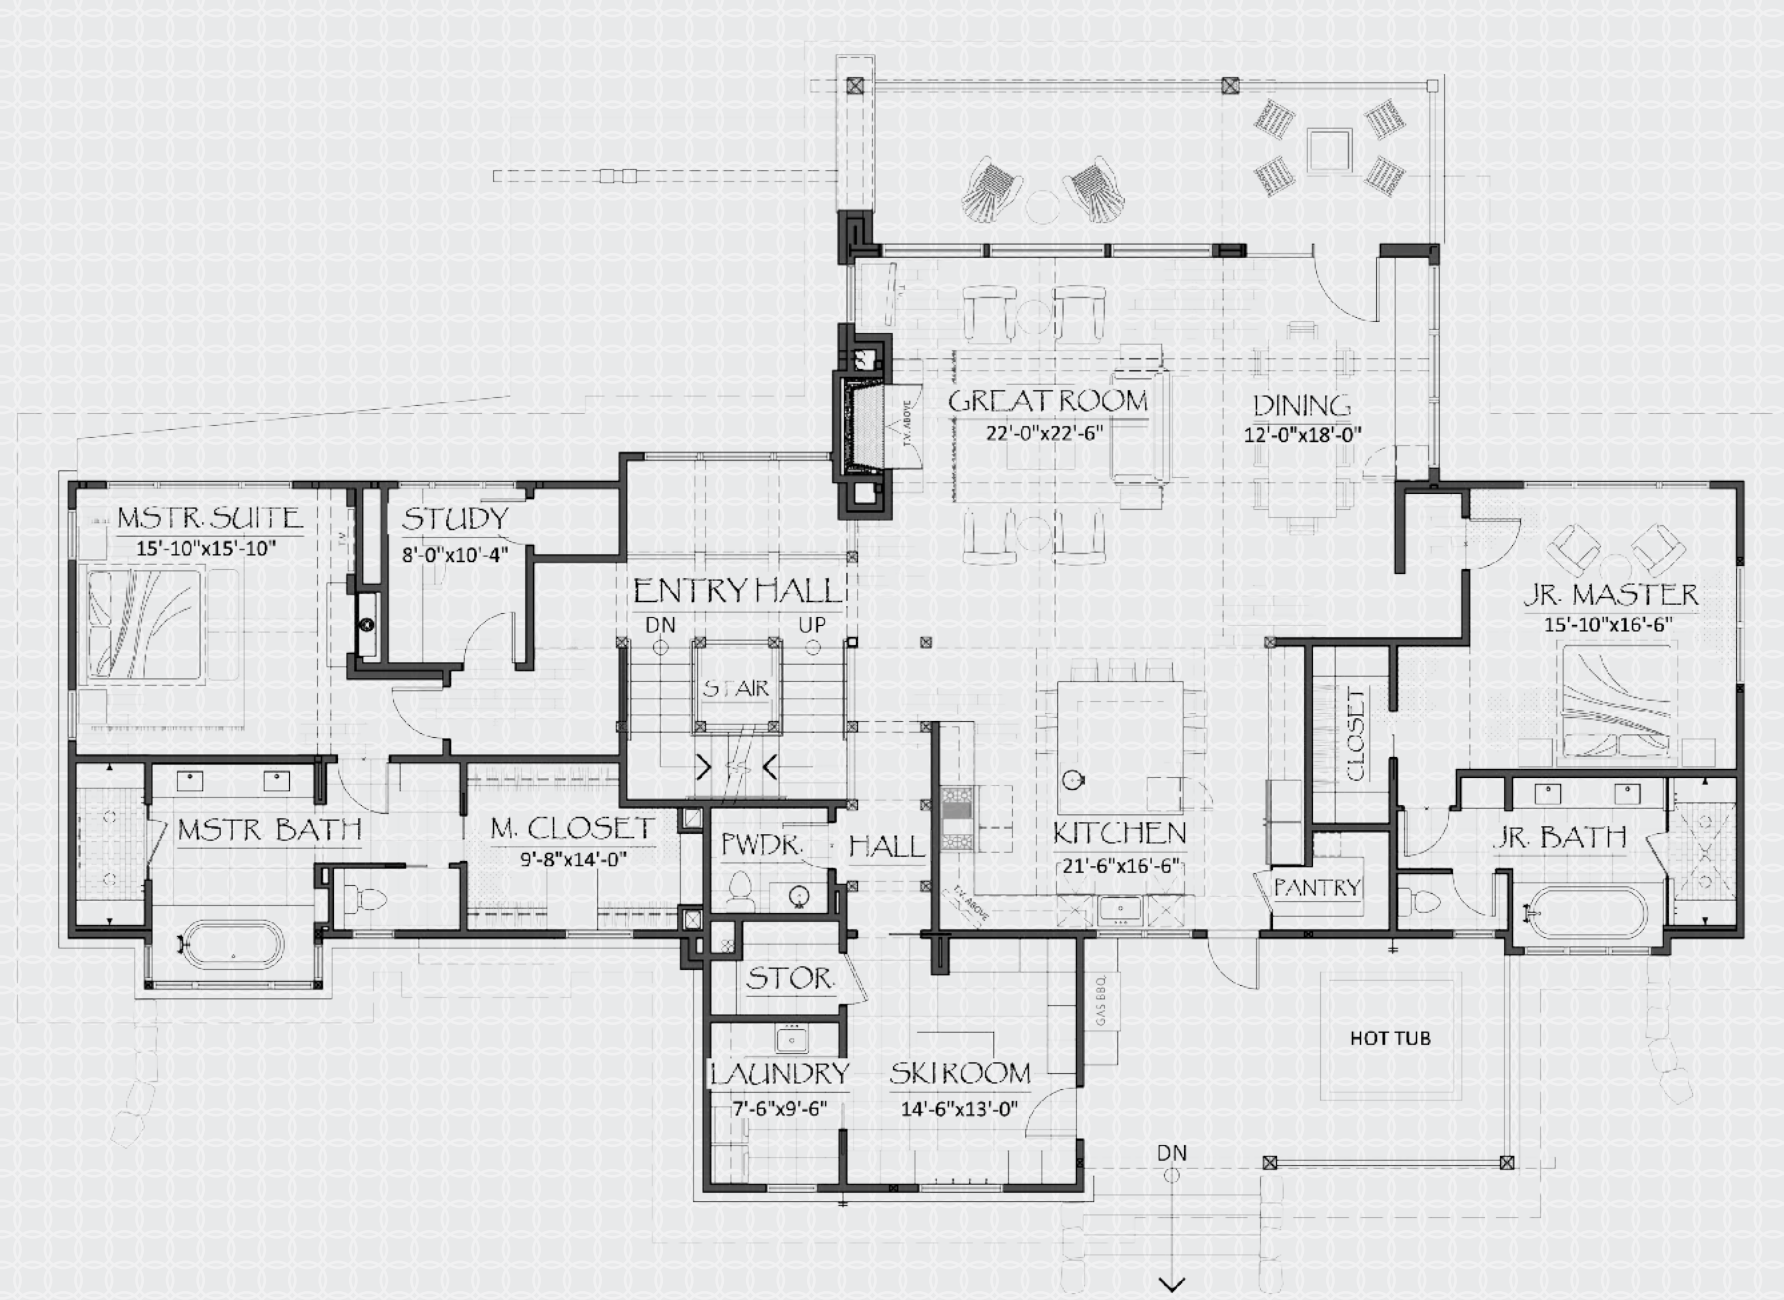 GREAT ROOM
22'-0"x22'-6"
T.V. ABOVE
DINING
12'-0"x18'-0"
MSTR. SUITE
15'-10"x15'-10"
T.V.
STUDY
8'-0"x10'-4"
ENTRY HALL
DN
UP
STAIR
JR. MASTER
15'-10"x16'-6"
CLOSET
MSTR BATH
M. CLOSET
9'-8"x14'-0"
PWDR.
HALL
KITCHEN
21'-6"x16'-6"
T.V. ABOVE
PANTRY
JR. BATH
STOR.
GAS BBQ.
HOT TUB
LAUNDRY
7'-6"x9'-6"
SKI ROOM
14'-6"x13'-0"
DN